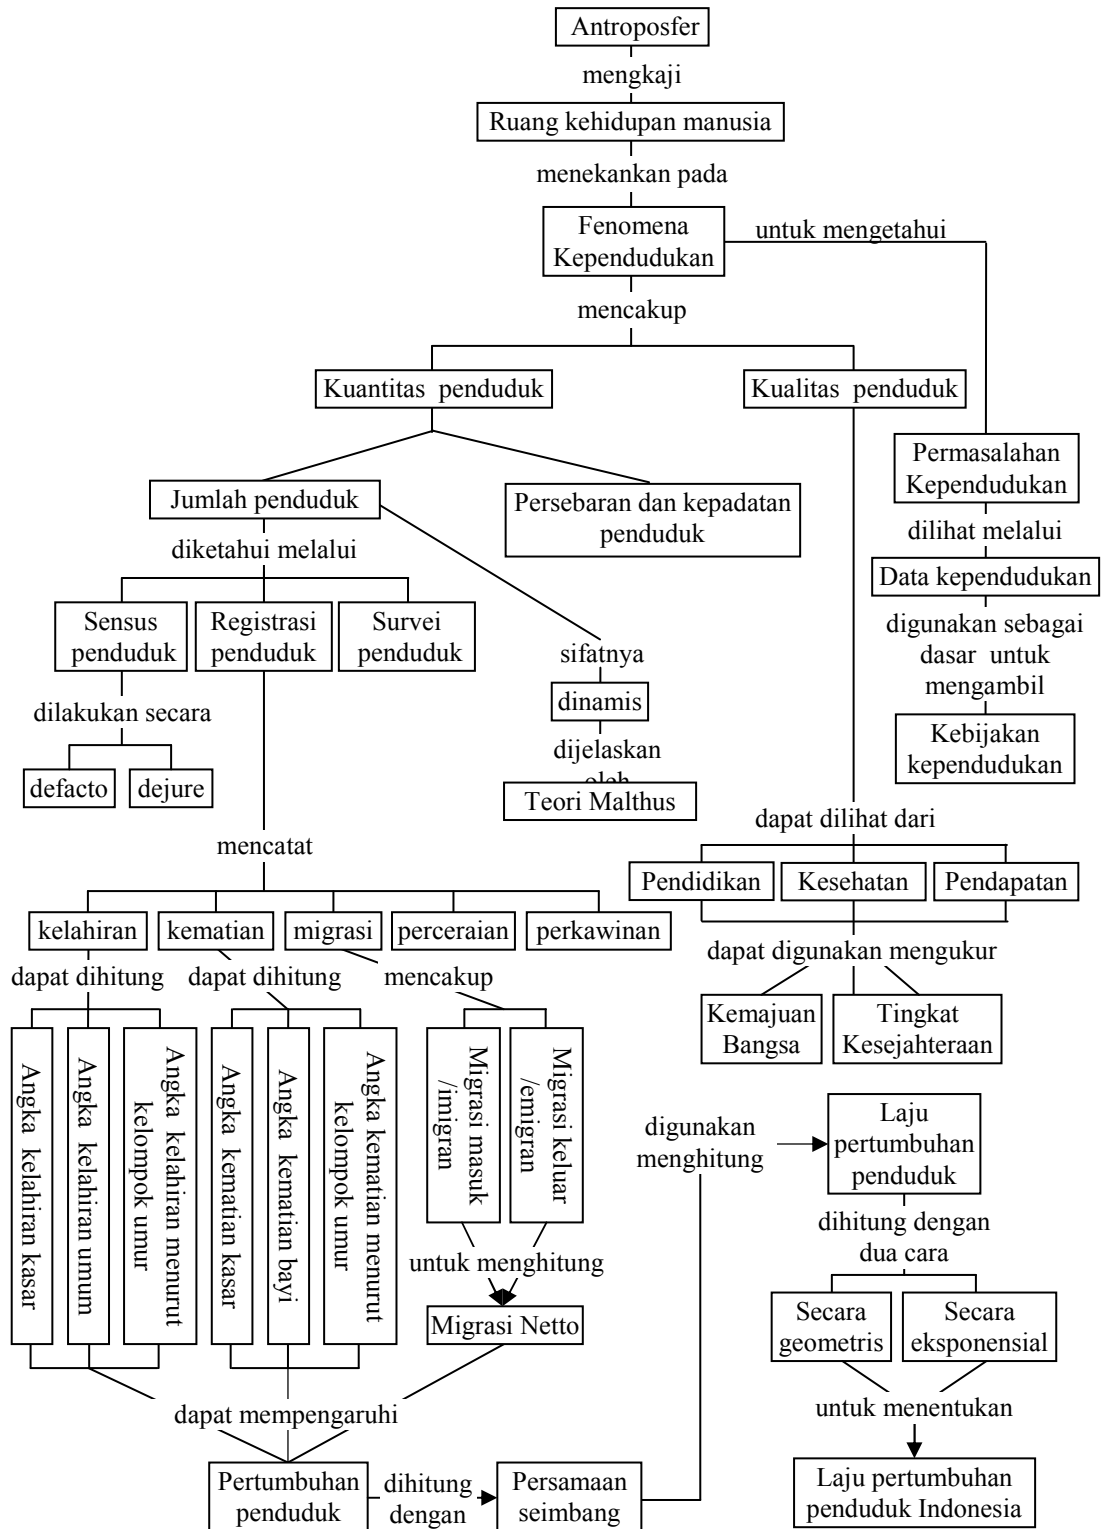 Antroposfer
mengkaji
Ruang kehidupan manusia
menekankan pada
Fenomena
Kependudukan
untuk mengetahui
mencakup
Kuantitas penduduk
Kualitas penduduk
Permasalahan
Kependudukan
dilihat melalui
Data kependudukan
digunakan sebagai
dasar untuk
mengambil
Kebijakan
kependudukan
Jumlah penduduk
Persebaran dan kepadatan
penduduk
diketahui melalui
Sensus
penduduk
Registrasi
penduduk
Survei
penduduk
sifatnya
dinamis
dijelaskan
oleh
Teori Malthus
dilakukan secara
defacto
dejure
mencatat
kelahiran
kematian
migrasi
perceraian
perkawinan
dapat dihitung
dapat dihitung
mencakup
Angka kelahiran kasar
Angka kelahiran umum
Angka kelahiran menurut
kelompok umur
Angka kematian kasar
Angka kematian bayi
Angka kematian menurut
kelompok umur
Migrasi masuk
/imigran
Migrasi keluar
/emigran
untuk menghitung
Migrasi Netto
dapat mempengaruhi
Pertumbuhan
penduduk
dihitung
dengan
Persamaan
seimbang
digunakan
menghitung
dapat dilihat dari
Pendidikan
Kesehatan
Pendapatan
dapat digunakan mengukur
Kemajuan
Bangsa
Tingkat
Kesejahteraan
Laju
pertumbuhan
penduduk
dihitung dengan
dua cara
Secara
geometris
Secara
eksponensial
untuk menentukan
Laju pertumbuhan
penduduk Indonesia